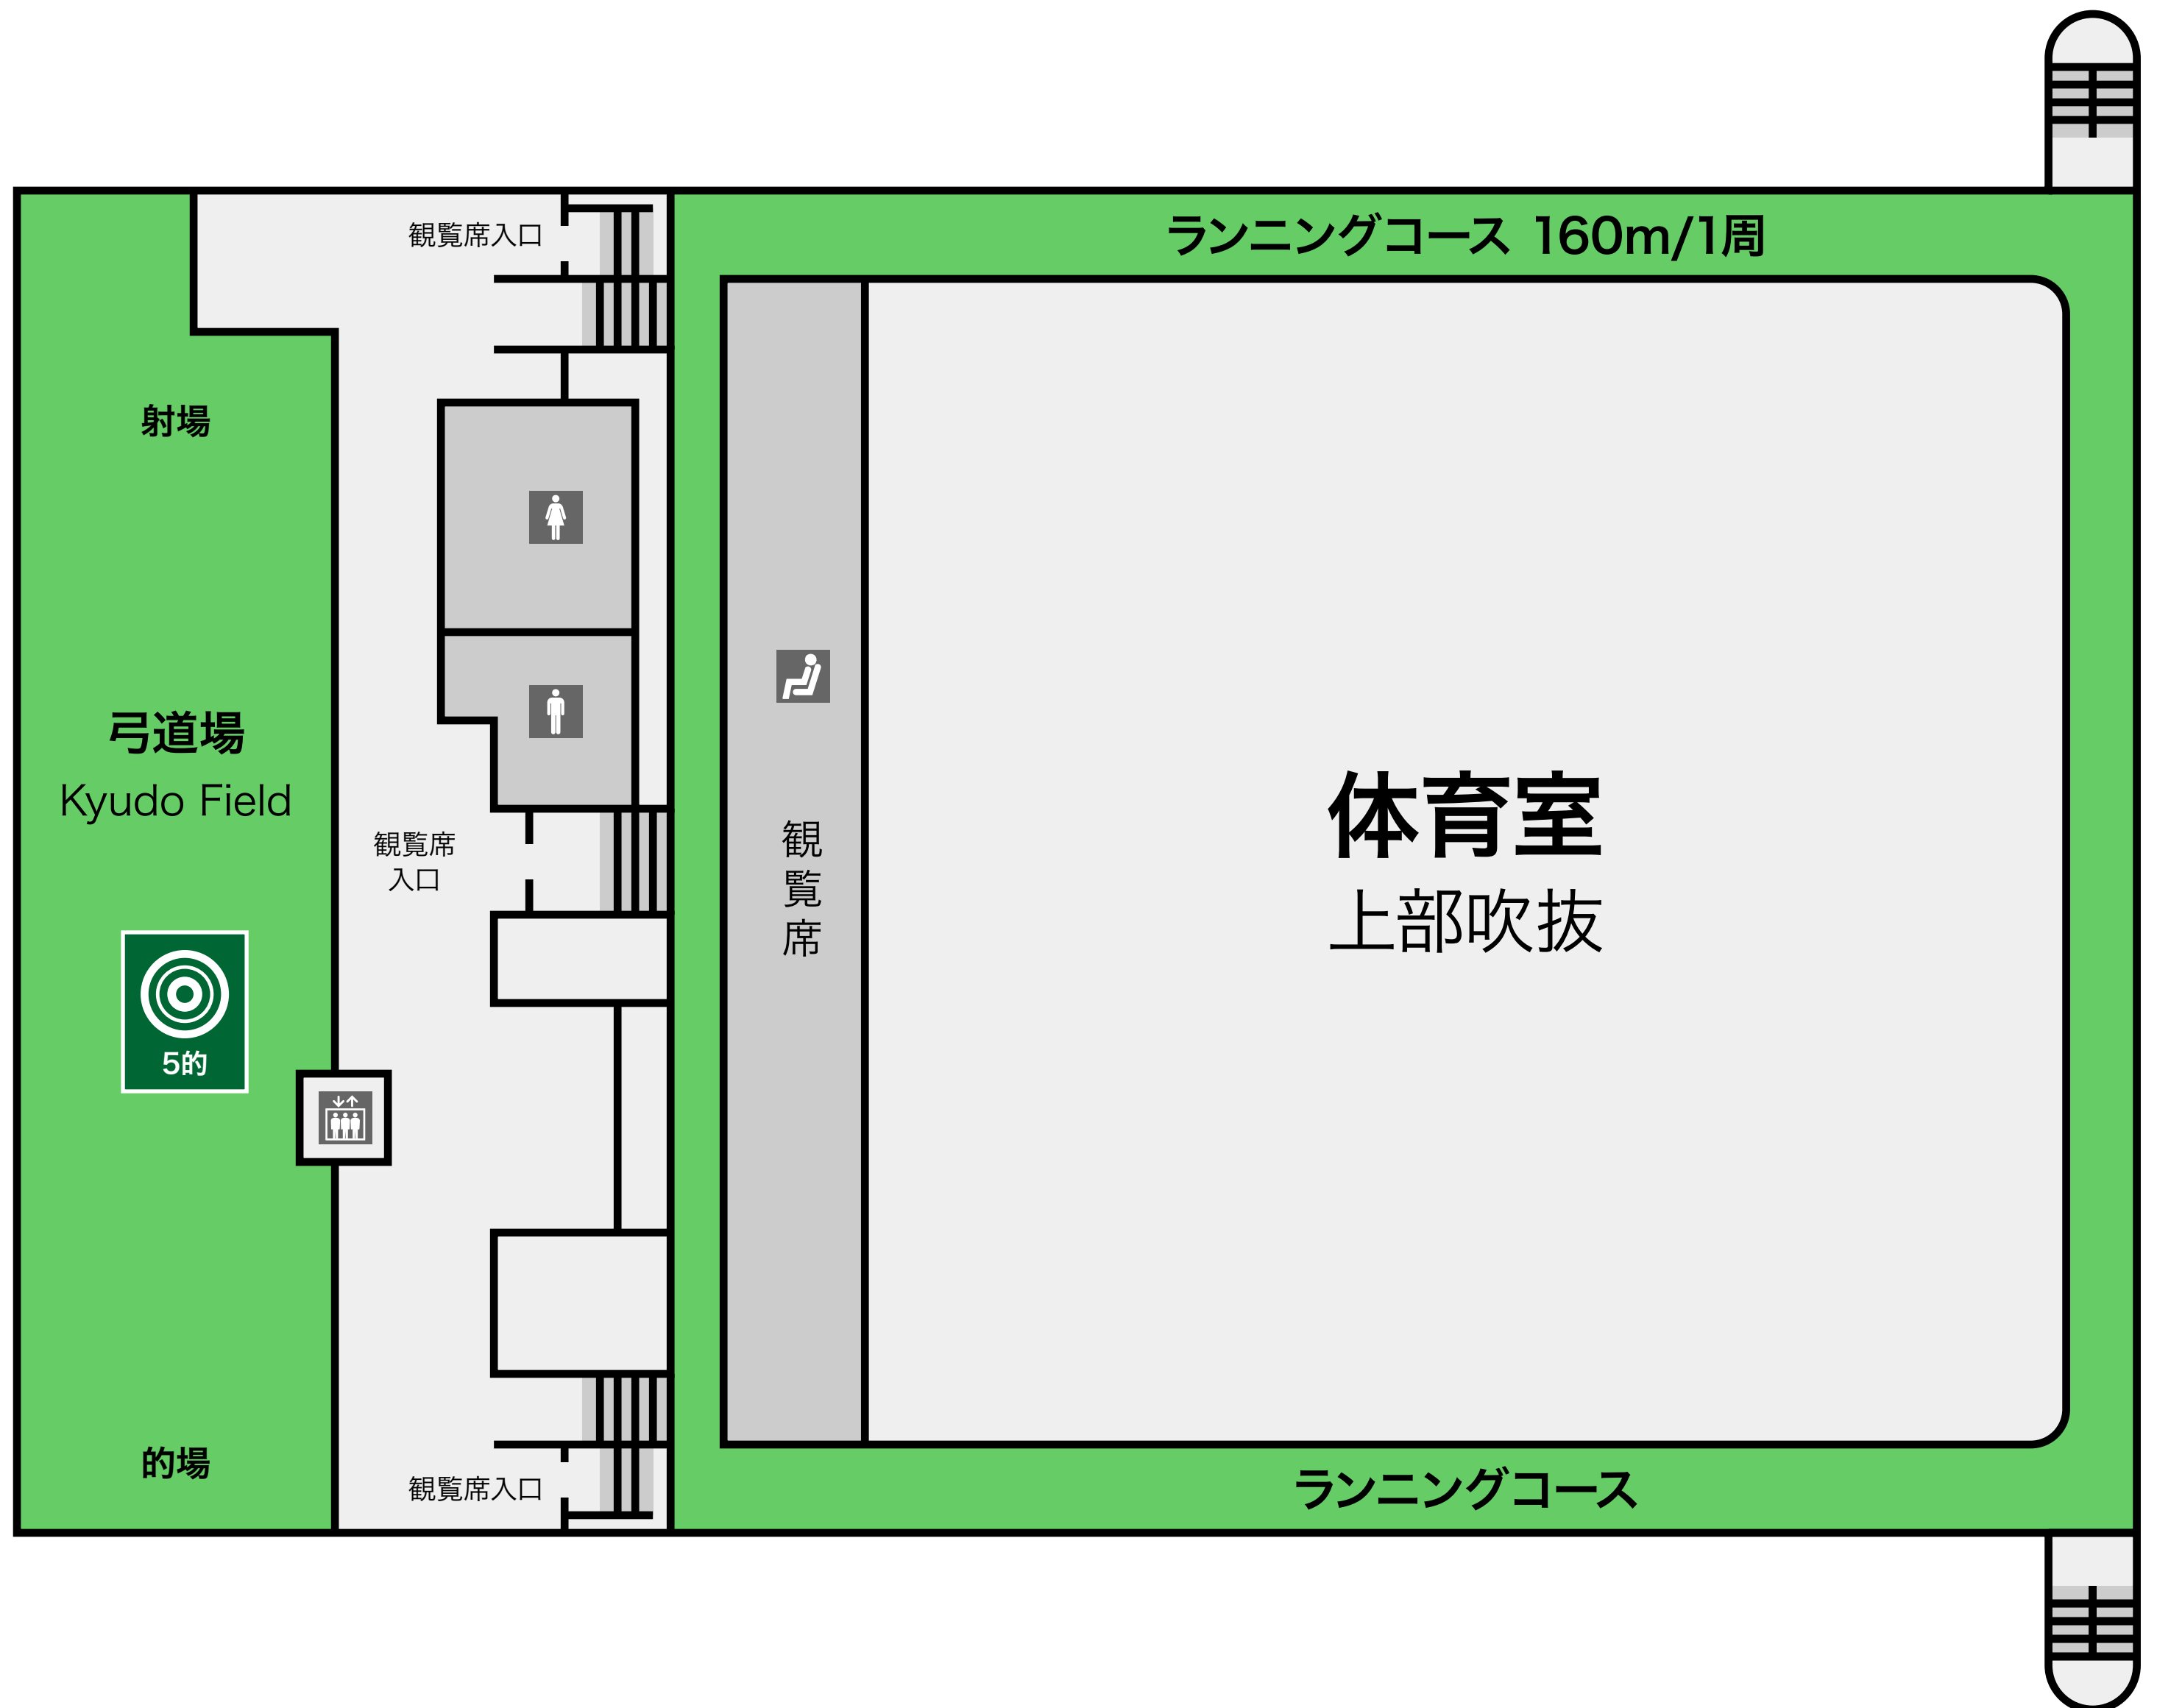 ランニングコース 160m/1周
観覧席入口
射場
弓道場
Kyudo Field
観覧席
入口
観覧席
体育室
上部吹抜
5的
的場
観覧席入口
ランニングコース